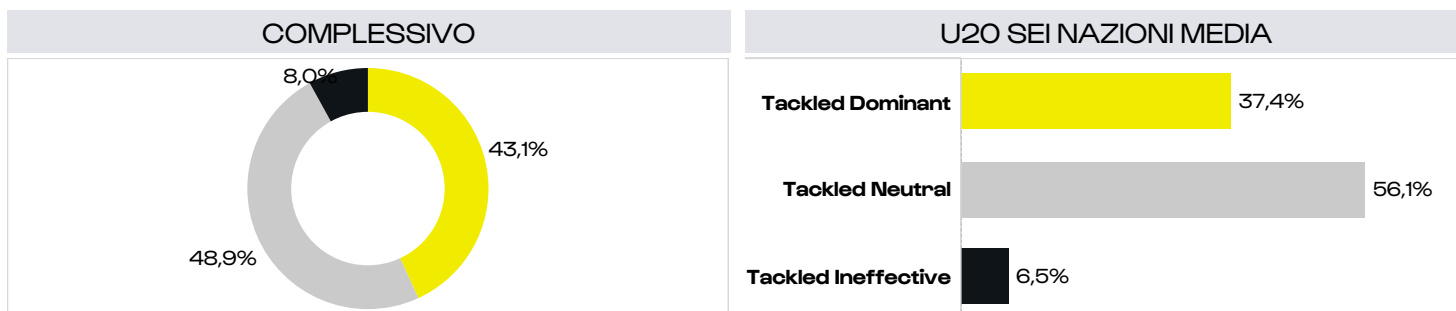 COMPLESSIVO
8,0%
43,1%
48,9%
U20 SEI NAZIONI MEDIA
Tackled Dominant 37,4%
Tackled Neutral 56,1%
Tackled Ineffective 6,5%